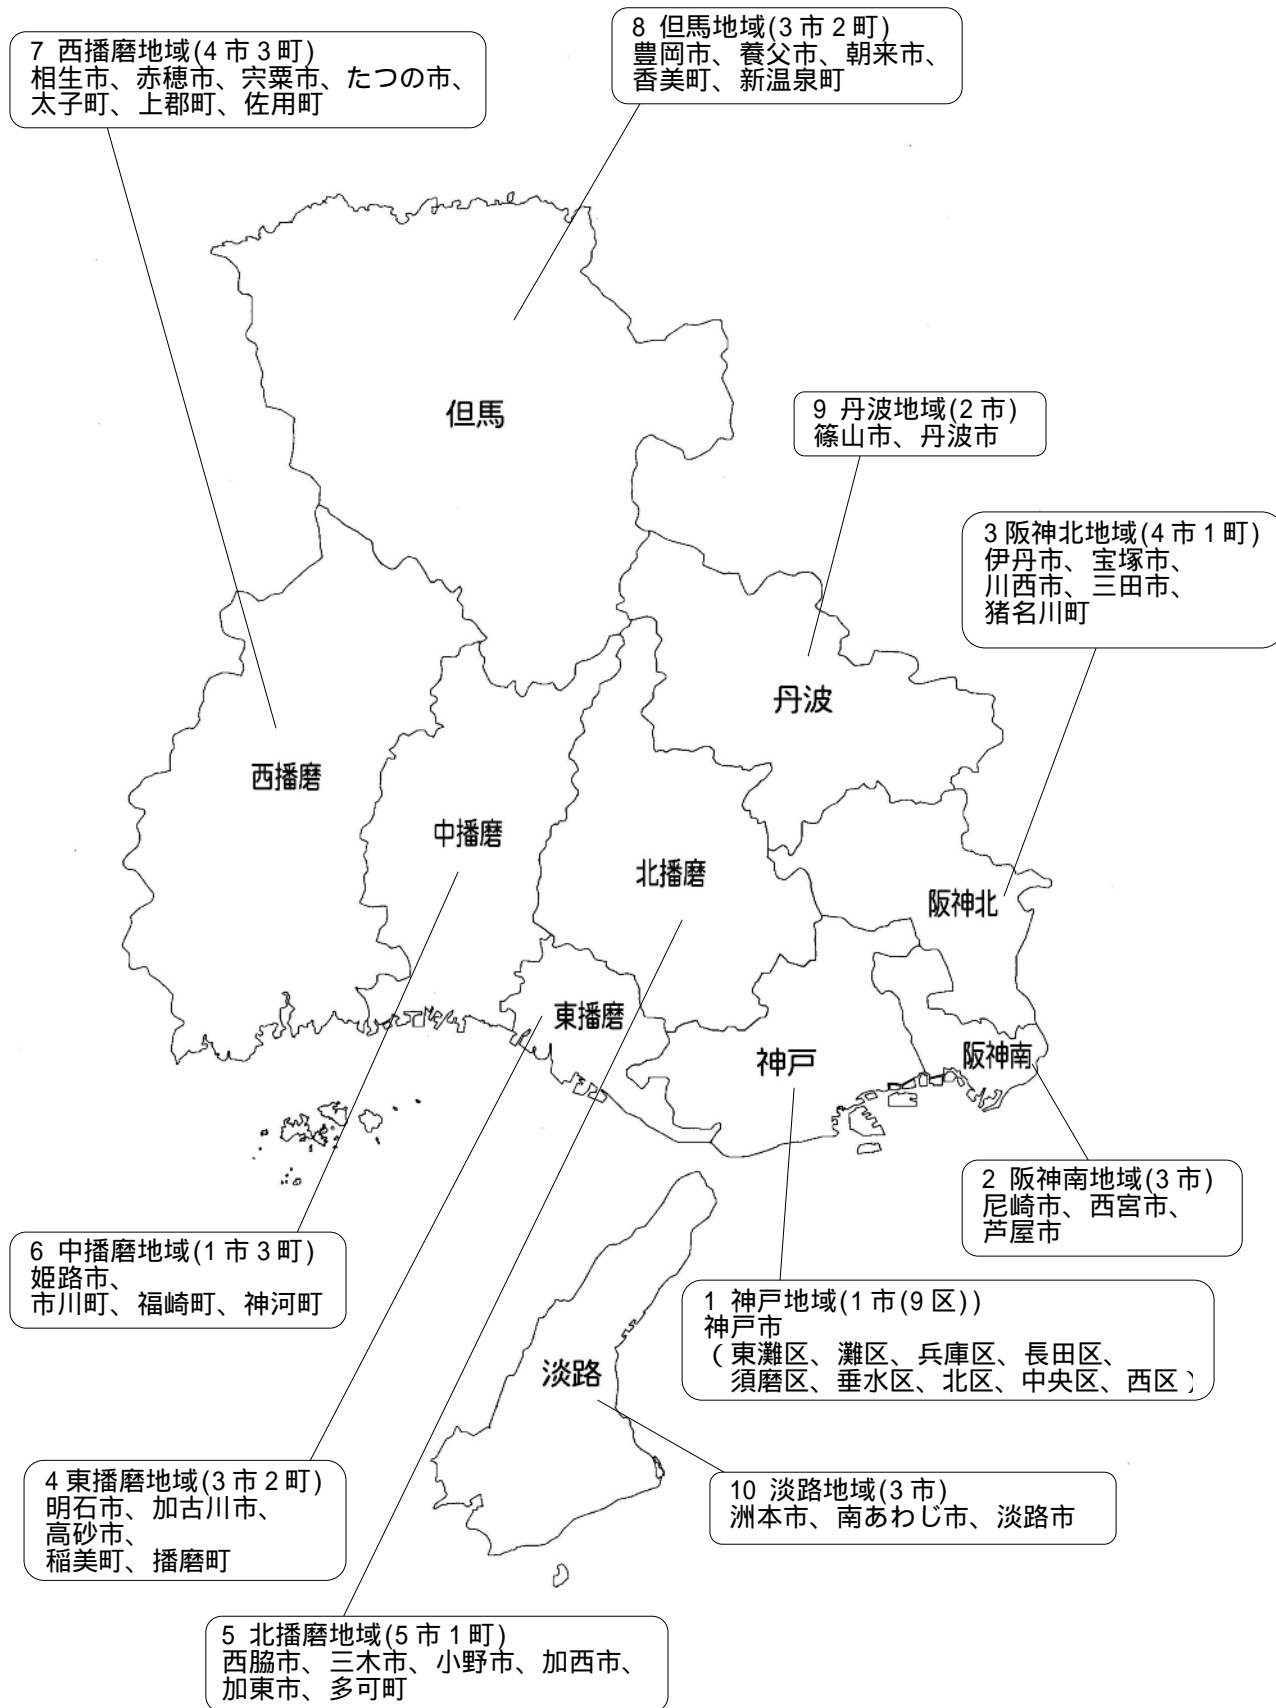 7 西播磨地域(4市3町)
相生市、赤穂市、宍粟市、たつの市、
太子町、上郡町、佐用町
8 但馬地域(3市2町)
豊岡市、養父市、朝来市、
香美町、新温泉町
但馬
9 丹波地域(2市)
篠山市、丹波市
3 阪神北地域(4市1町)
伊丹市、宝塚市、
川西市、三田市、
猪名川町
丹波
西播磨
中播磨
北播磨
阪神北
東播磨
神戸
阪神南
2 阪神南地域(3市)
尼崎市、西宮市、
芦屋市
6 中播磨地域(1市3町)
姫路市、
市川町、福崎町、神河町
1 神戸地域(1市(9区))
神戸市
(東灘区、灘区、兵庫区、長田区、
須磨区、垂水区、北区、中央区、西区)
淡路
4 東播磨地域(3市2町)
明石市、加古川市、
高砂市、
稲美町、播磨町
10 淡路地域(3市)
洲本市、南あわじ市、淡路市
5 北播磨地域(5市1町)
西脇市、三木市、小野市、加西市、
加東市、多可町